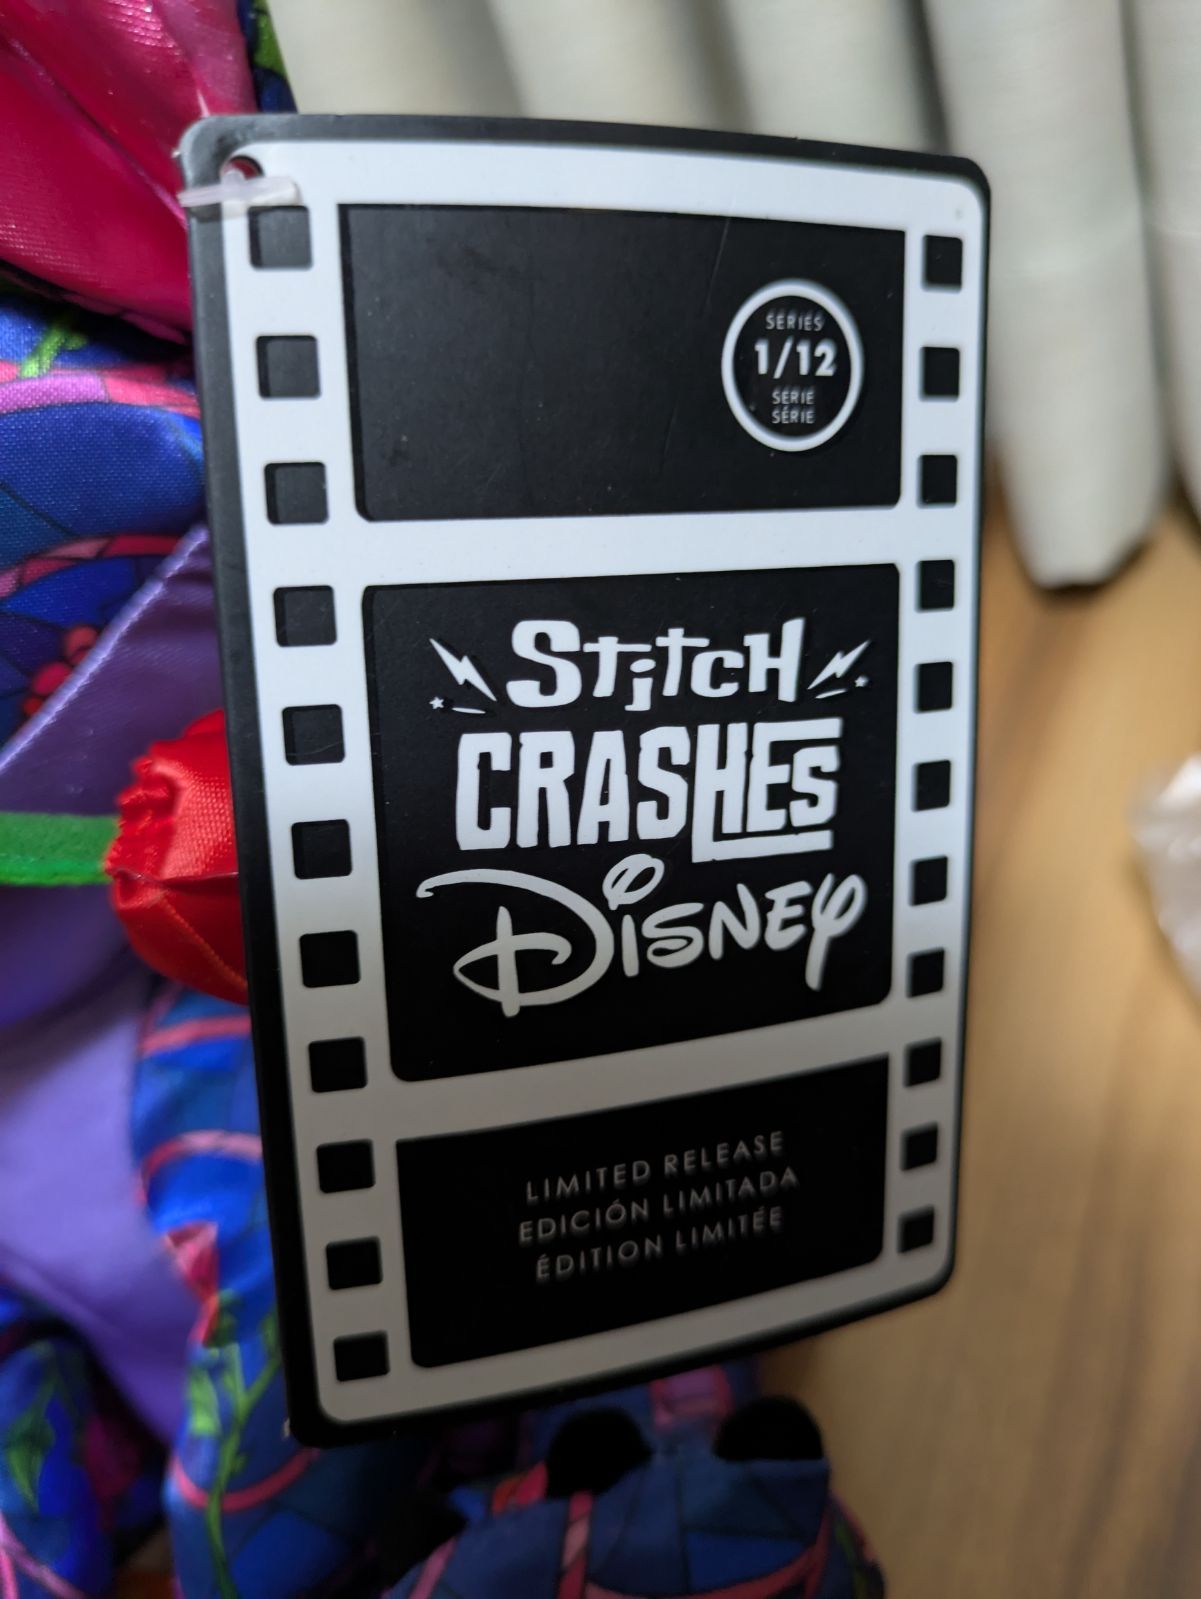 SERIES
1/12
SERIE
SÉRIE
Stitch
CRASHES
Disney
LIMITED RELEASE
EDICIÓN LIMITADA
ÉDITION LIMITÉE